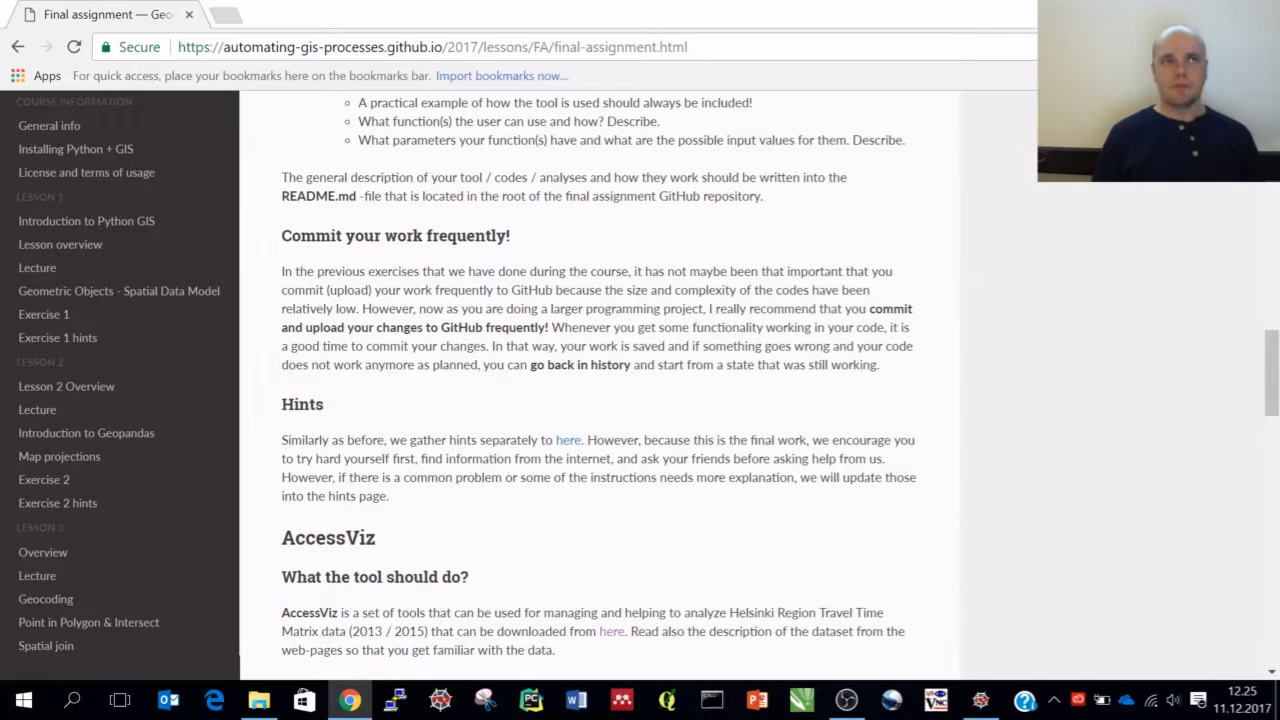 Final assignment — Geo
Secure
https://automating-gis-processes.github.io/2017/lessons/FA/final-assignment.html
Apps
For quick access, place your bookmarks here on the bookmarks bar. Import bookmarks now...
COURSE INFORMATION
General info
Installing Python + GIS
License and terms of usage
LESSON 1
Introduction to Python GIS
Lesson overview
Lecture
Geometric Objects - Spatial Data Model
Exercise 1
Exercise 1 hints
LESSON 2
Lesson 2 Overview
Lecture
Introduction to Geopandas
Map projections
Exercise 2
Exercise 2 hints
LESSON 3
Overview
Lecture
Geocoding
Point in Polygon & Intersect
Spatial join
A practical example of how the tool is used should always be included!
What function(s) the user can use and how? Describe.
What parameters your function(s) have and what are the possible input values for them. Describe.
The general description of your tool / codes / analyses and how they work should be written into the
README.md -file that is located in the root of the final assignment GitHub repository.
Commit your work frequently!
In the previous exercises that we have done during the course, it has not maybe been that important that you
commit (upload) your work frequently to GitHub because the size and complexity of the codes have been
relatively low. However, now as you are doing a larger programming project, I really recommend that you commit
and upload your changes to GitHub frequently! Whenever you get some functionality working in your code, it is
a good time to commit your changes. In that way, your work is saved and if something goes wrong and your code
does not work anymore as planned, you can go back in history and start from a state that was still working.
Hints
Similarly as before, we gather hints separately to here. However, because this is the final work, we encourage you
to try hard yourself first, find information from the internet, and ask your friends before asking help from us.
However, if there is a common problem or some of the instructions needs more explanation, we will update those
into the hints page.
AccessViz
What the tool should do?
AccessViz is a set of tools that can be used for managing and helping to analyze Helsinki Region Travel Time
Matrix data (2013 / 2015) that can be downloaded from here. Read also the description of the dataset from the
web-pages so that you get familiar with the data.
12.25
11.12.2017